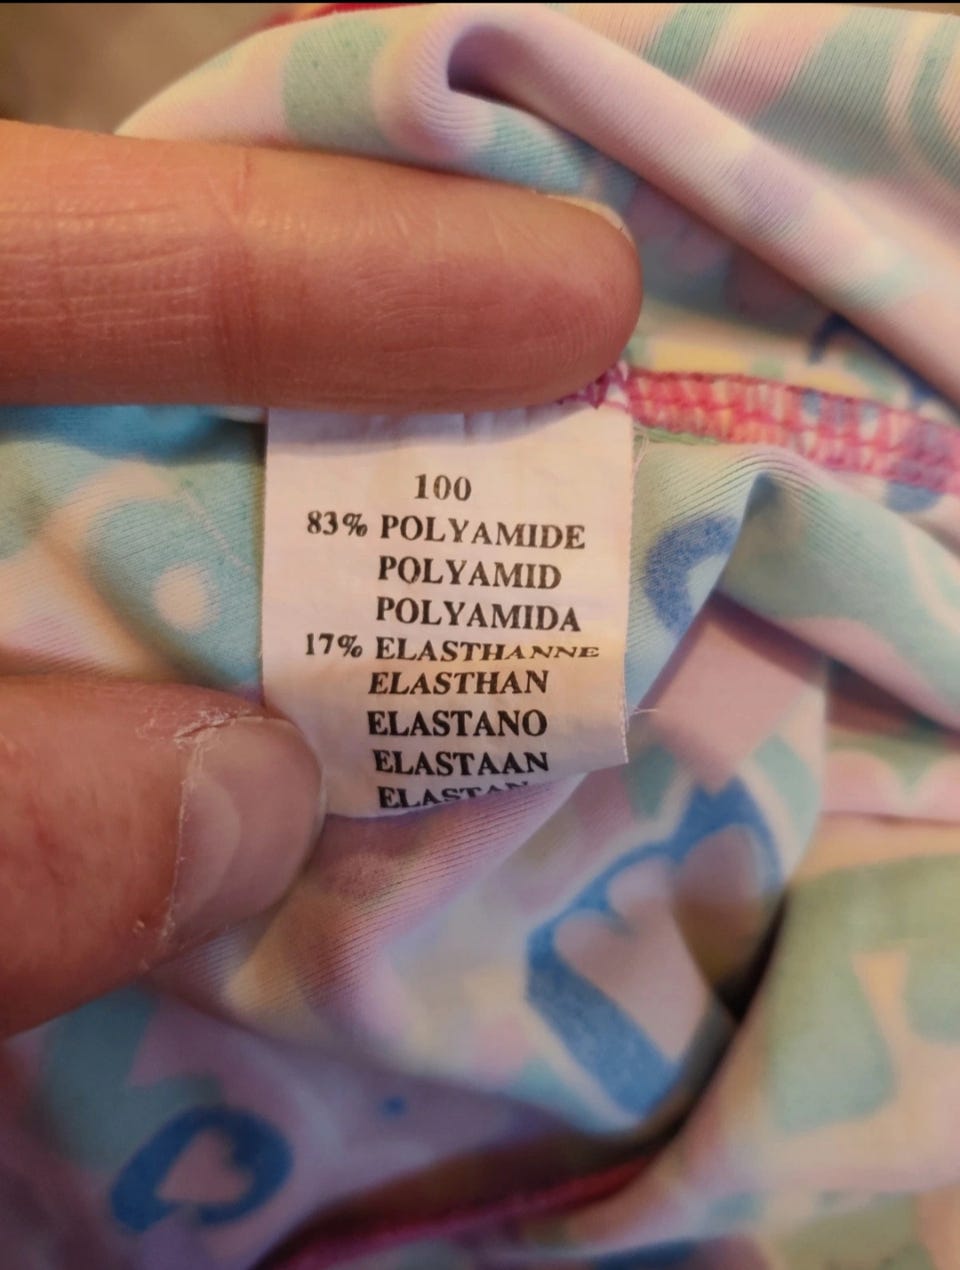 100
83% POLYAMIDE
POLYAMID
POLYAMIDA
17% ELASTHANNE
ELASTHAN
ELASTANO
ELASTAAN